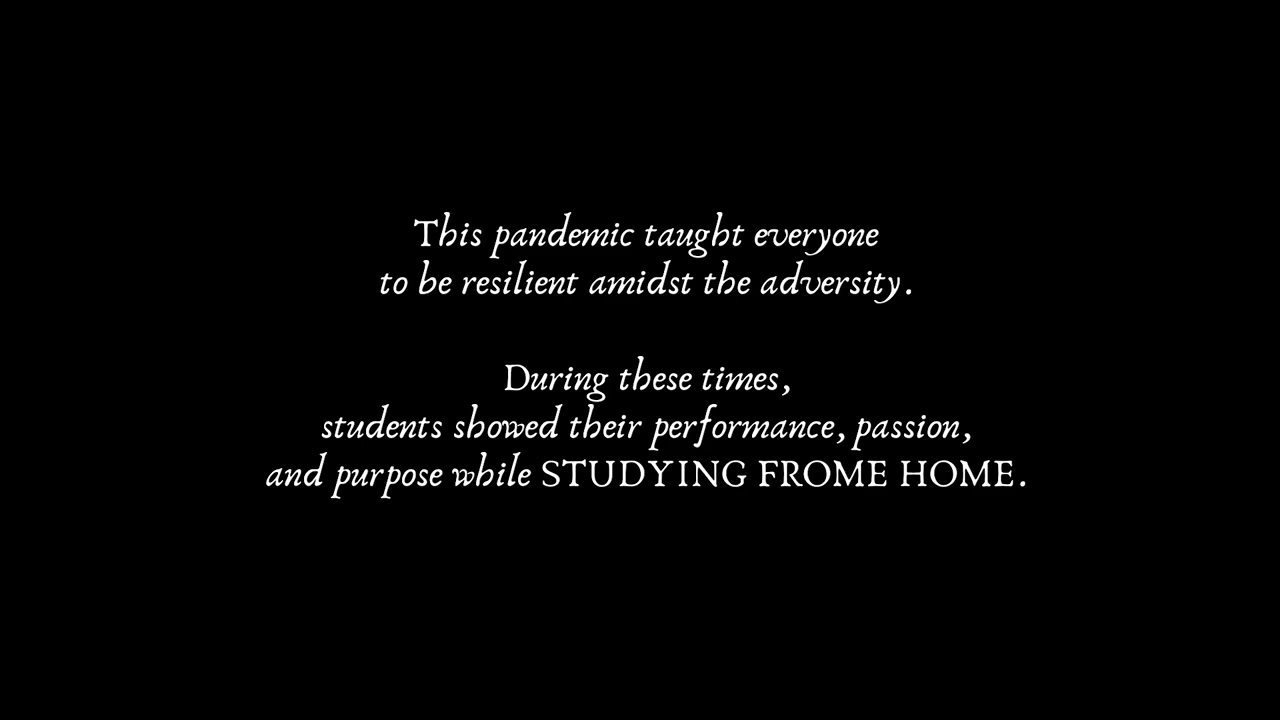 This pandemic taught everyone
to be resilient amidst the adversity.
During these times,
students showed their performance, passion,
and purpose while STUDYING FROME HOME.